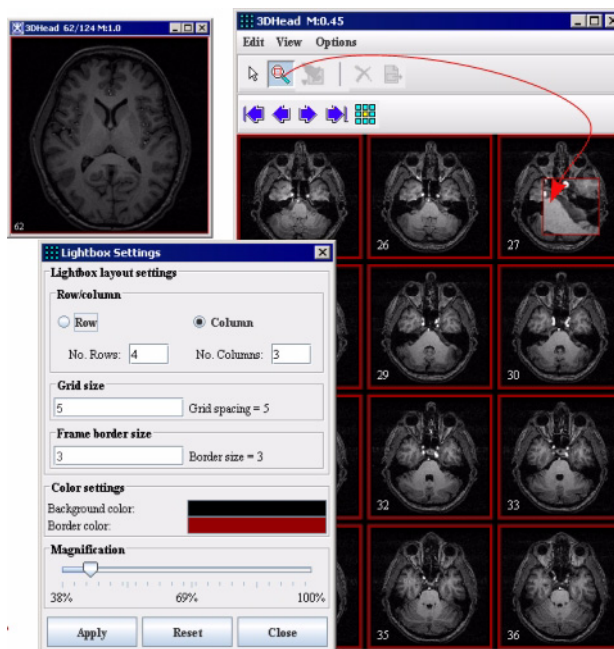 3DHead 62/124 M:1.0
62
3DHead M:0.45
Edit View Options
26
27
29
30
32
33
35
36
Lightbox Settings
Lightbox layout settings
Row/column
Row
Column
No. Rows: 4
No. Columns: 3
Grid size
5
Grid spacing = 5
Frame border size
3
Border size = 3
Color settings
Background color:
Border color:
Magnification
38% 69% 100%
Apply Reset Close